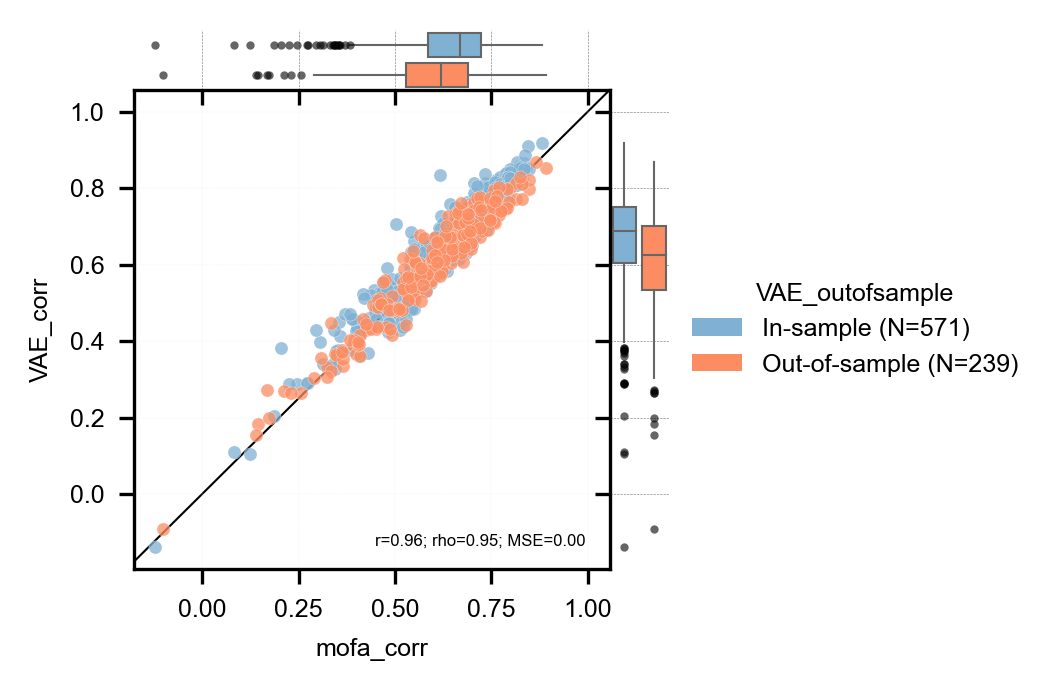 1.0
0.8
0.6
0.4
0.2
0.0
VAE_corr
r=0.96; rho=0.95; MSE=0.00
0.00 0.25 0.50 0.75 1.00
mofa_corr
VAE_outofsample
In-sample (N=571)
Out-of-sample (N=239)